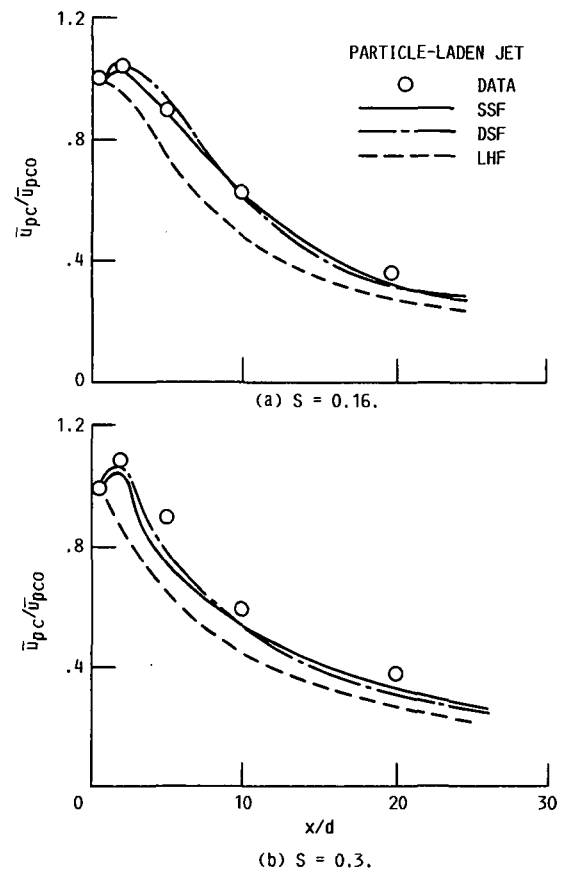 1.2
PARTICLE-LADEN JET
DATA
SSF
DSF
LHF
.8
ūpc/ūpco
.4
0
(a) S = 0.16.
1.2
.8
ūpc/ūpco
.4
0 10 20 30
x/d
(b) S = 0.3.